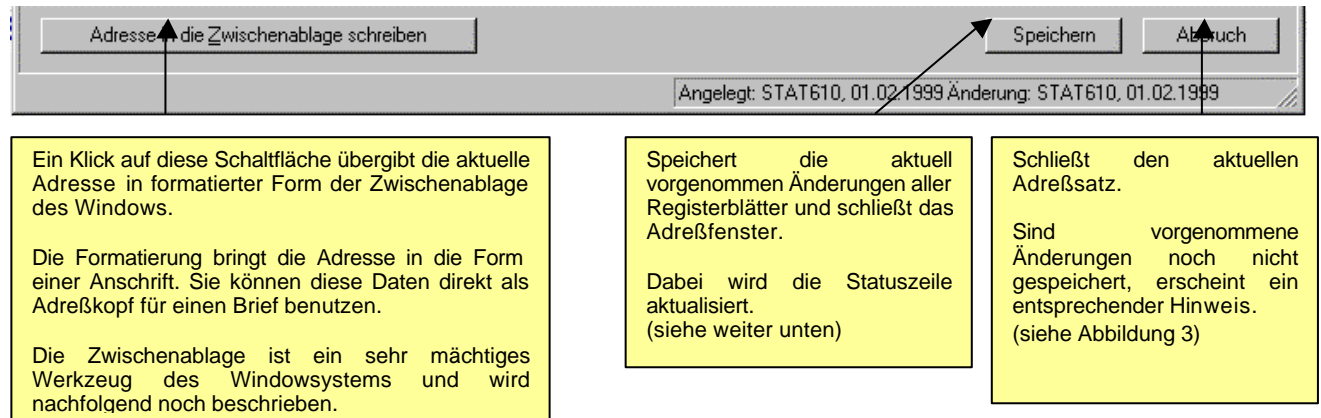 Adresse in die Zwischenablage schreiben
Speichern
Abbruch
Angelegt: STAT610, 01.02.1999 Änderung: STAT610, 01.02.1999
Ein Klick auf diese Schaltfläche übergibt die aktuelle
Adresse in formatierter Form der Zwischenablage
des Windows.
Die Formatierung bringt die Adresse in die Form
einer Anschrift. Sie können diese Daten direkt als
Adreßkopf für einen Brief benutzen.
Die Zwischenablage ist ein sehr mächtiges
Werkzeug des Windowsystems und wird
nachfolgend noch beschrieben.
Speichert die aktuell
vorgenommen Änderungen aller
Registerblätter und schließt das
Adreßfenster.
Dabei wird die Statuszeile
aktualisiert.
(siehe weiter unten)
Schließt den aktuellen
Adreßsatz.
Sind vorgenommene
Änderungen noch nicht
gespeichert, erscheint ein
entsprechender Hinweis.
(siehe Abbildung 3)